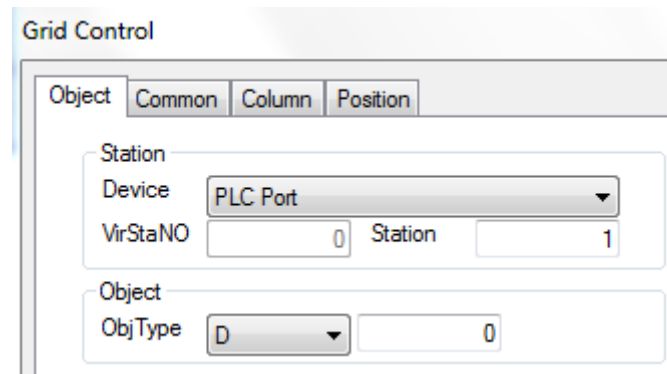 Grid Control
Object Common Column Position
Station
Device PLC Port
VirStaNO 0 Station 1
Object
ObjType D 0